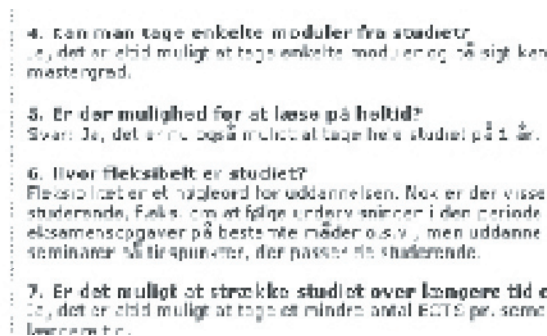 4. Kan man tage enkelte moduler fra studiet?
Ja, det er altid muligt at tage enkelte moduler og på sigt kan
mastergrad.
5. Er der mulighed for at læse på heltid?
Svar: Ja, det er nu også muligt at tage hele studiet på 1 år.
6. Hvor fleksibelt er studiet?
Fleksibilitet er et nøgleord for uddannelsen. Nok er der visse
studerende, f.eks. om at følge undervisningen i den periode
eksamensopgaver på bestemte måder o.s.v., men uddanne
seminarer på tidspunkter, der passer de studerende.
7. Er det muligt at strække studiet over længere tid
Ja, det er altid muligt at tage et mindre antal ECTS pr. seme
længere tid.